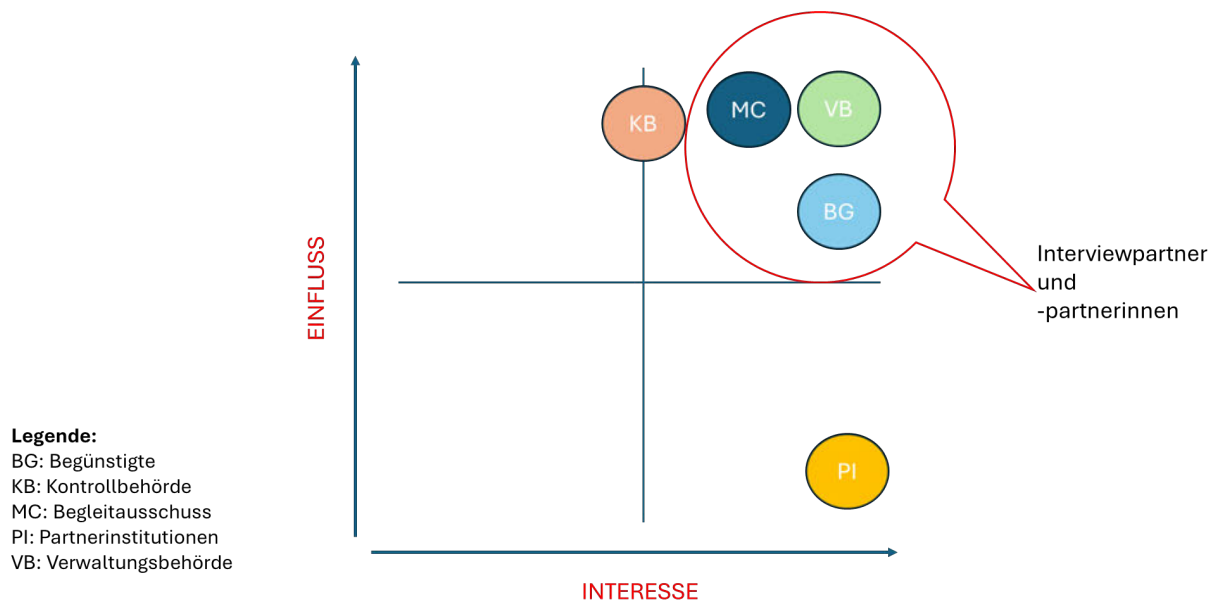 KB
MC
VB
BG
EINFLUSS
Interviewpartner
und
-partnerinnen
PI
Legende:
BG: Begünstigte
KB: Kontrollbehörde
MC: Begleitausschuss
PI: Partnerinstitutionen
VB: Verwaltungsbehörde
INTERESSE